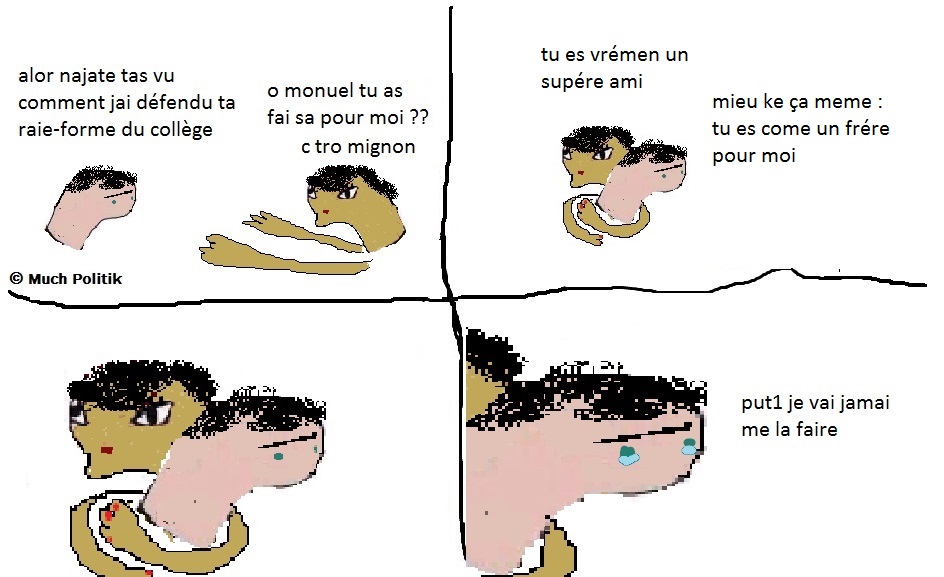 alor najate tas vu
comment jai défendu ta
raie-forme du collège
o monuel tu as
fai sa pour moi ??
c tro mignon
© Much Politik
tu es vrémen un
supére ami
mieu ke ça meme :
tu es come un frére
pour moi
put1 je vai jamai
me la faire